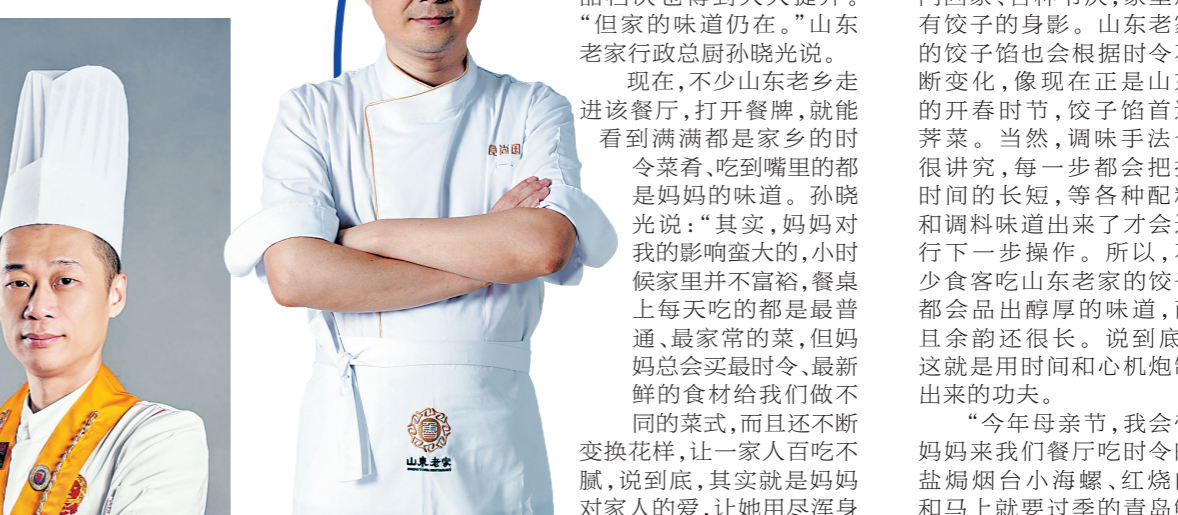 良尚国
山東老家
“但家的味道仍在。”山东
老家行政总厨孙晓光说。
现在,不少山东老乡走
进该餐厅,打开餐牌,就能
看到满满都是家乡的时
令菜肴、吃到嘴里的都
是妈妈的味道。孙晓
光说:“其实,妈妈对
我的影响蛮大的,小时
候家里并不富裕,餐桌
上每天吃的都是最普
通、最家常的菜,但妈
妈总会买最时令、最新
鲜的食材给我们做不
同的菜式,而且还不断
变换花样,让一家人百吃不
腻,说到底,其实就是妈妈
对家人的爱,让她用尽浑身
有饺子的身影。山东老
的饺子馅也会根据时令
断变化,像现在正是山
的开春时节,饺子馅首
荠菜。当然,调味手法
很讲究,每一步都会把
时间的长短,等各种配
和调料味道出来了才会
行下一步操作。所以,
少食客吃山东老家的饺
都会品出醇厚的味道,
且余韵还很长。说到底
这就是用时间和心机炮
出来的功夫。
“今年母亲节,我会
妈妈来我们餐厅吃时令
盐焗烟台小海螺、红烧
和马上就要过季的青岛